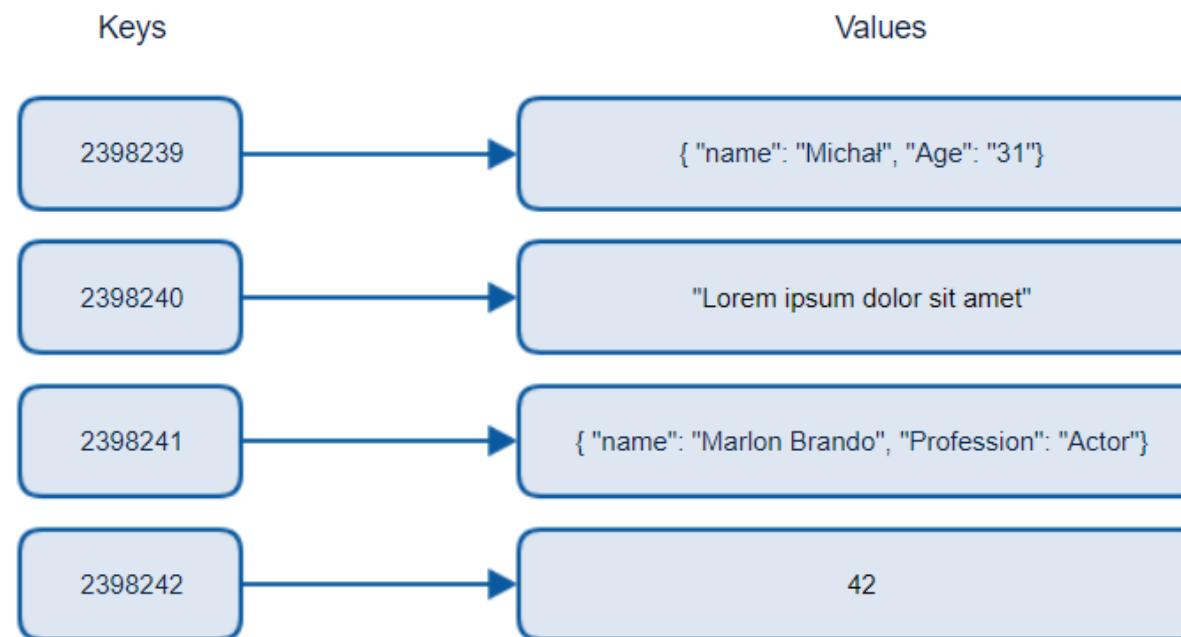 Keys Values
2398239 { "name": "Michał", "Age": "31"}
2398240 "Lorem ipsum dolor sit amet"
2398241 { "name": "Marlon Brando", "Profession": "Actor"}
2398242 42